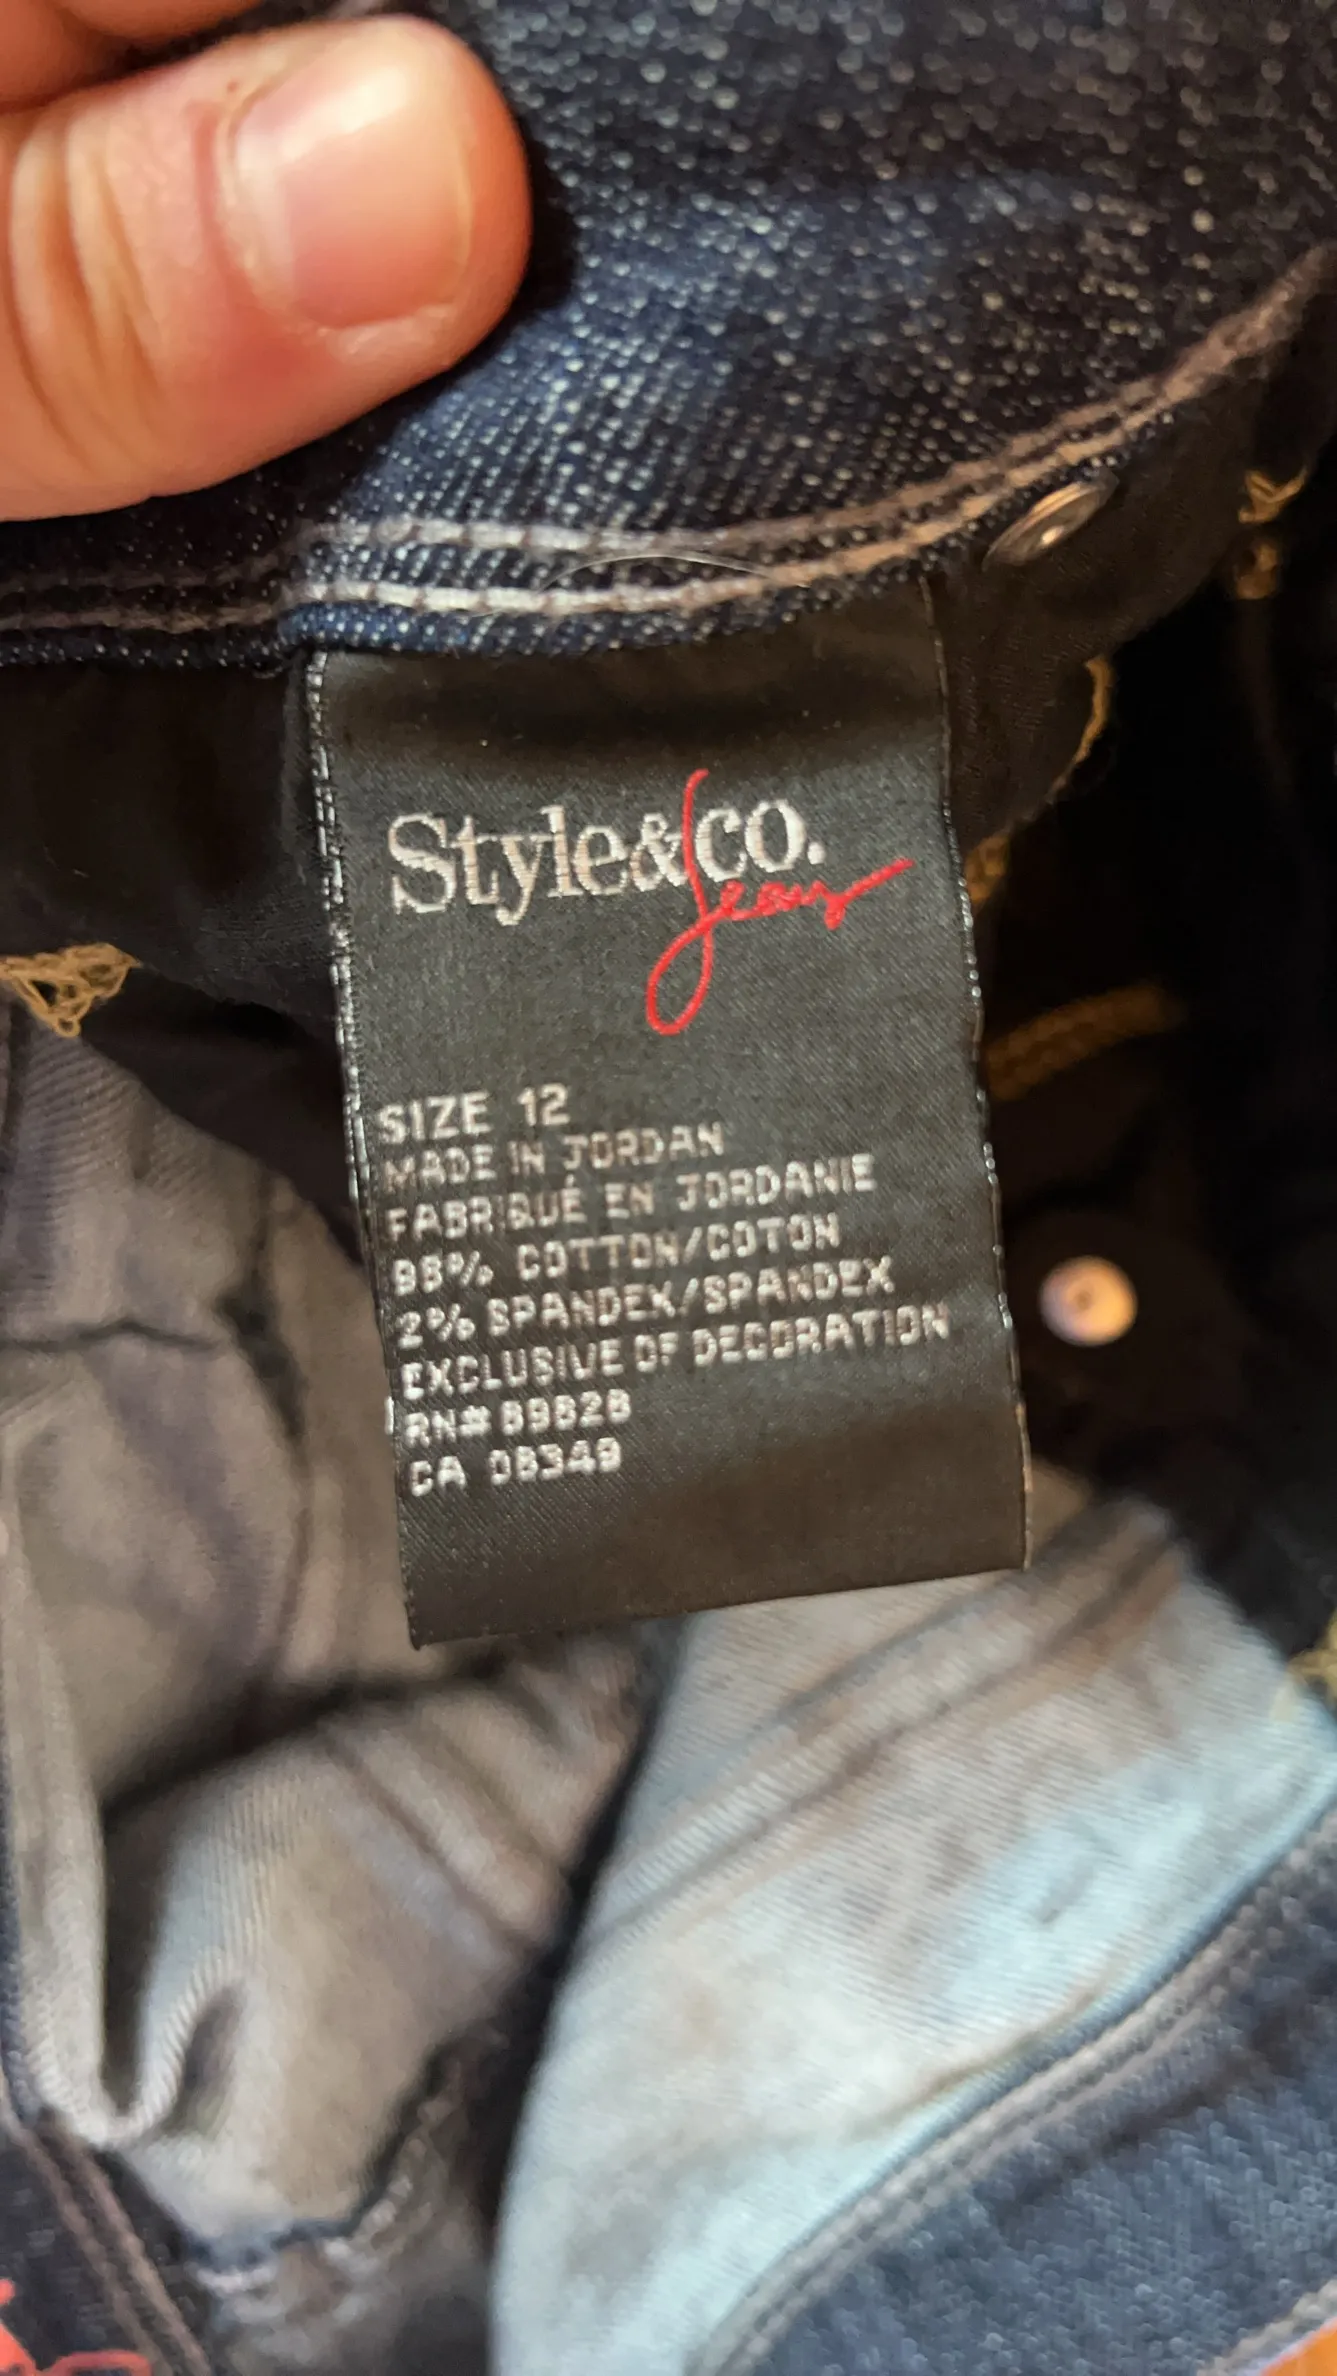 Style&co.
Jeans
SIZE 12
MADE IN JORDAN
FABRIQUÉ EN JORDANIE
98% COTTON/COTON
2% SPANDEX/SPANDEX
EXCLUSIVE OF DECORATION
RN# 89828
CA 08349